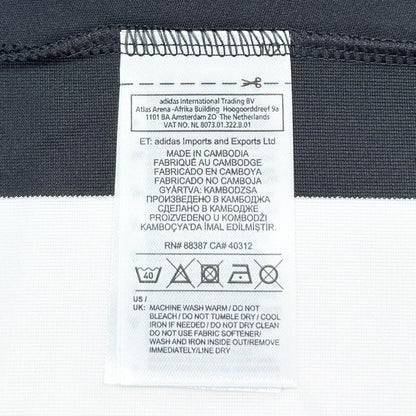 adidas International Trading BV
Atlas Arena -Afrika Building Hoogoorddreef 9a
1101 BA Amsterdam ZO The Netherlands
VAT NO. NL 8073.01.322.B.01
ET: adidas Imports and Exports Ltd
MADE IN CAMBODIA
FABRIQUÉ AU CAMBODGE
FABRICADO EN CAMBOYA
FABRICADO NO CAMBOJA
GYÁRTVA: KAMBODZSA
ПРОИЗВЕДЕНО В КАМБОДЖА
СДЕЛАНО В КАМБОДЖЕ
PROIZVEDENO U KOMBODŽI
KAMBOÇYA'DA İMAL EDİLMİŞTİR.
RN# 88387 CA# 40312
40
US /
UK: MACHINE WASH WARM / DO NOT
BLEACH / DO NOT TUMBLE DRY / COOL
IRON IF NEEDED / DO NOT DRY CLEAN
DO NOT USE FABRIC SOFTENER/
WASH AND IRON INSIDE OUT/REMOVE
IMMEDIATELY/LINE DRY